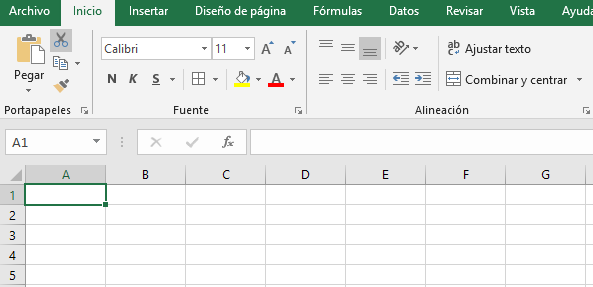 Archivo Inicio Insertar Diseño de página Fórmulas Datos Revisar Vista Ayuda
Calibri 11 A A ab Ajustar texto
Pegar N K S A Combinar y centrar
Portapapeles Fuente Alineación
A1 fx
A B C D E F G
1
2
3
4
5